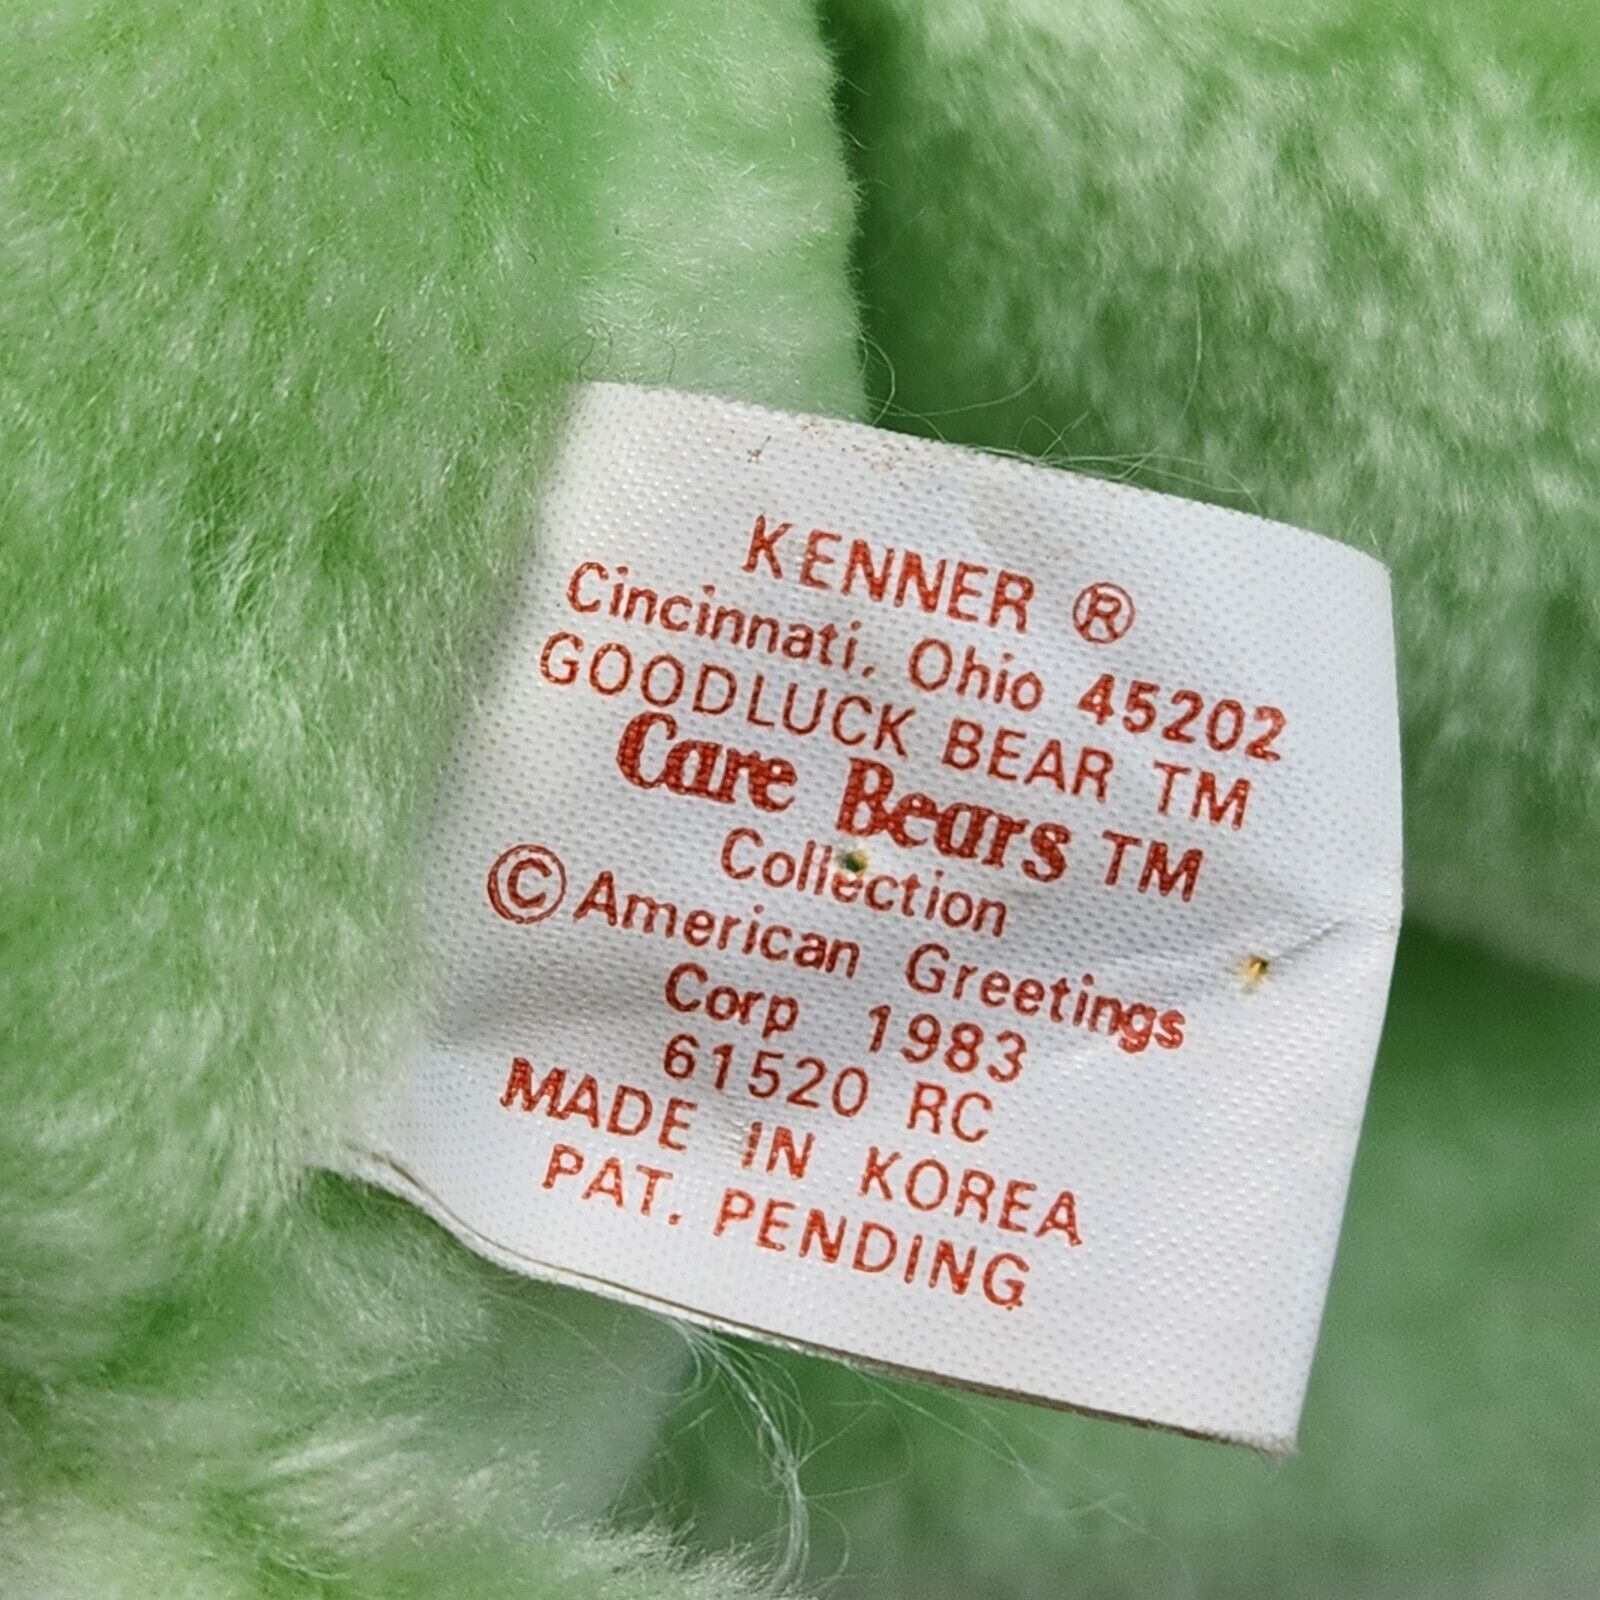 KENNER ®
Cincinnati, Ohio 45202
GOODLUCK BEAR TM
Care Bears TM
Collection
© American Greetings
Corp 1983
61520 RC
MADE IN KOREA
PAT. PENDING